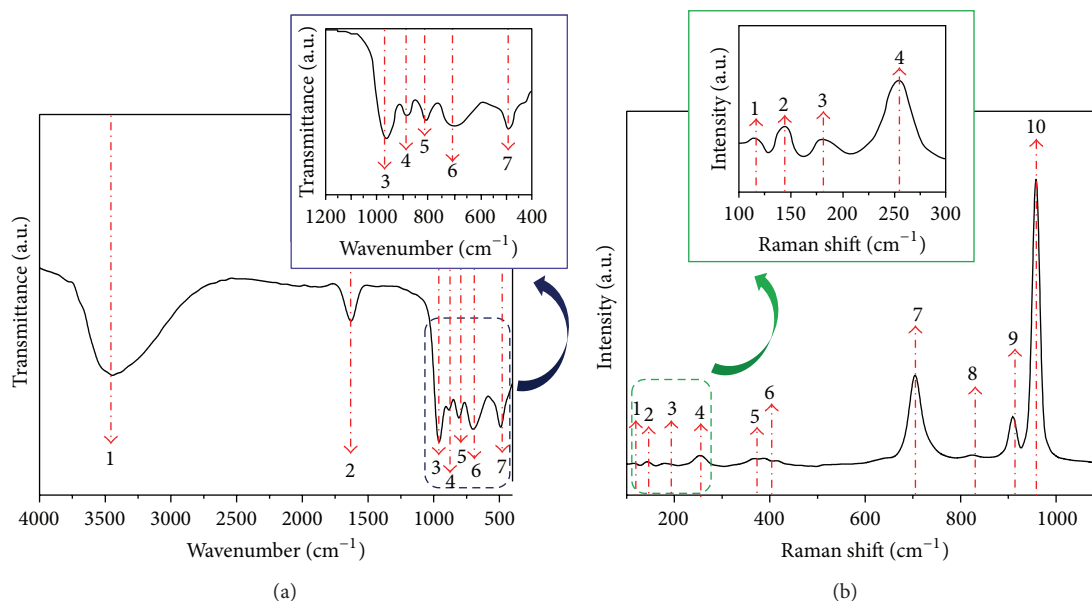 Transmittance (a.u.)
1
2
3
4
5
6
7
4000 3500 3000 2500 2000 1500 1000 500
Wavenumber (cm−1)
(a)
Transmittance (a.u.)
3
4
5
6
7
1200 1000 800 600 400
Wavenumber (cm−1)
Intensity (a.u.)
1
2
3
4
5
6
7
8
9
10
200 400 600 800 1000
Raman shift (cm−1)
(b)
Intensity (a.u.)
1
2
3
4
100 150 200 250 300
Raman shift (cm−1)